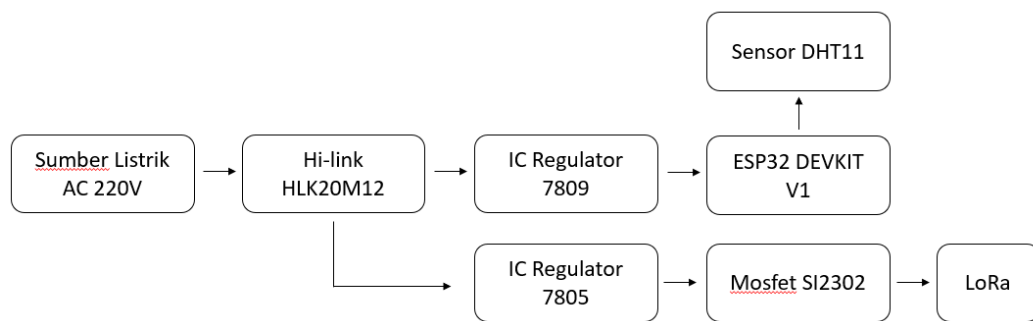 Sensor DHT11
Sumber Listrik
AC 220V
Hi-link
HLK20M12
IC Regulator
7809
ESP32 DEVKIT
V1
IC Regulator
7805
Mosfet SI2302
LoRa